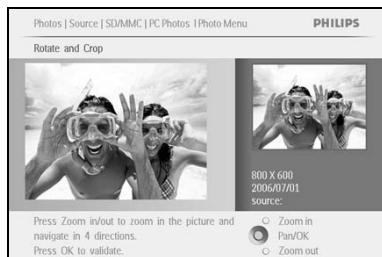 Photos | Source | SD/MMC | PC Photos | Photo Menu
PHILIPS
Rotate and Crop
800 X 600
2006/07/01
source:
Press Zoom in/out to zoom in the picture and
navigate in 4 directions.
Press OK to validate.
Zoom in
Pan/OK
Zoom out